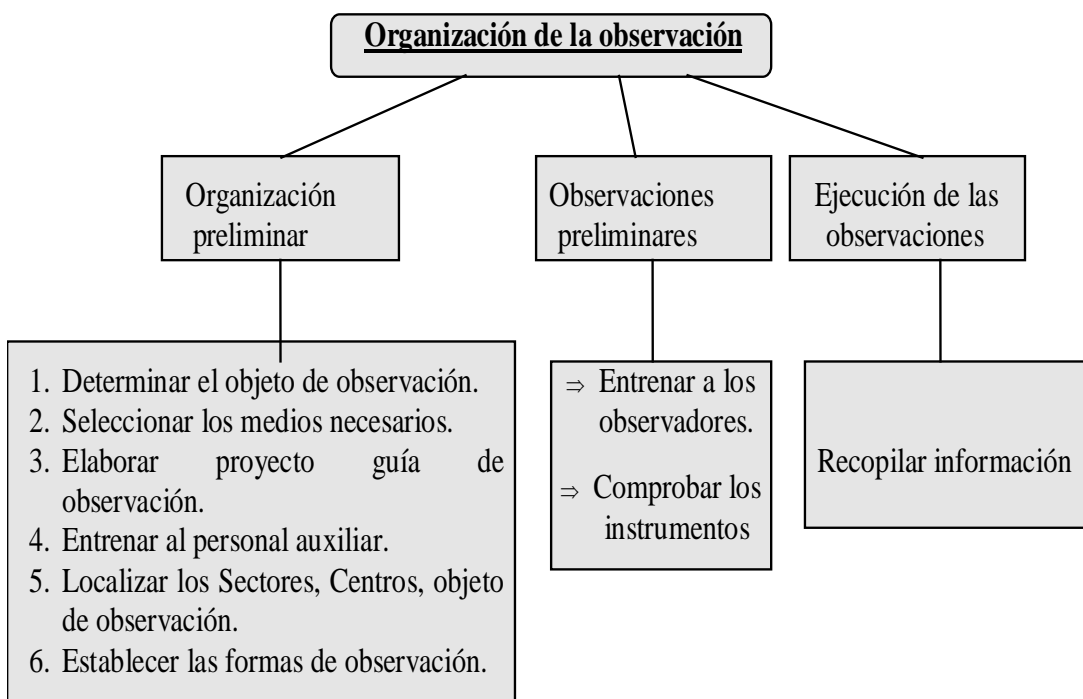 Organización de la observación
Organización
preliminar
Observaciones
preliminares
Ejecución de las
observaciones
1. Determinar el objeto de observación.
2. Seleccionar los medios necesarios.
3. Elaborar proyecto guía de
observación.
4. Entrenar al personal auxiliar.
5. Localizar los Sectores, Centros, objeto
de observación.
6. Establecer las formas de observación.
⇒ Entrenar a los
observadores.
⇒ Comprobar los
instrumentos
Recopilar información